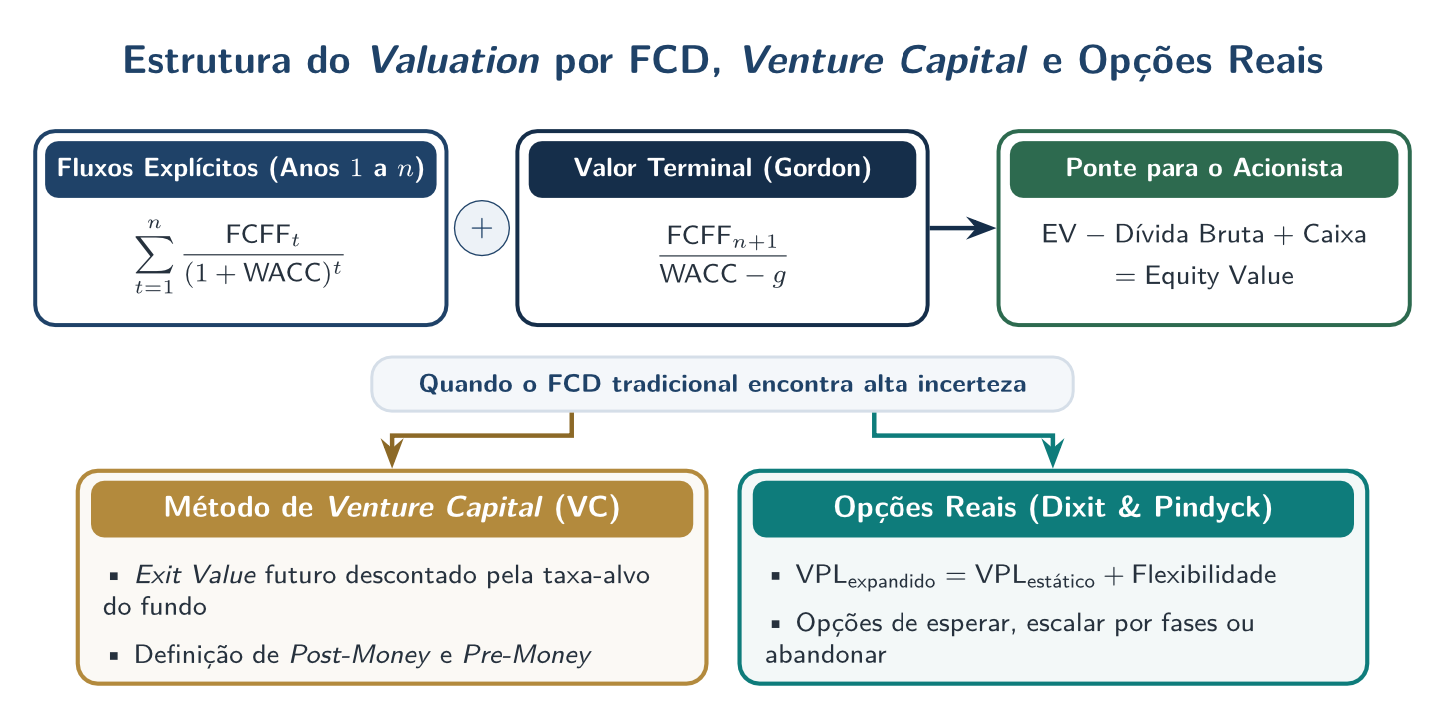 Estrutura do Valuation por FCD, Venture Capital e Opções Reais
Fluxos Explícitos (Anos 1 a n)
n
∑ FCFF_t / (1 + WACC)^t
t=1
+
Valor Terminal (Gordon)
FCFF_{n+1}
WACC − g
Ponte para o Acionista
EV − Dívida Bruta + Caixa
= Equity Value
Quando o FCD tradicional encontra alta incerteza
Método de Venture Capital (VC)
▪ Exit Value futuro descontado pela taxa-alvo
do fundo
▪ Definição de Post-Money e Pre-Money
Opções Reais (Dixit & Pindyck)
▪ VPL_expandido = VPL_estático + Flexibilidade
▪ Opções de esperar, escalar por fases ou
abandonar